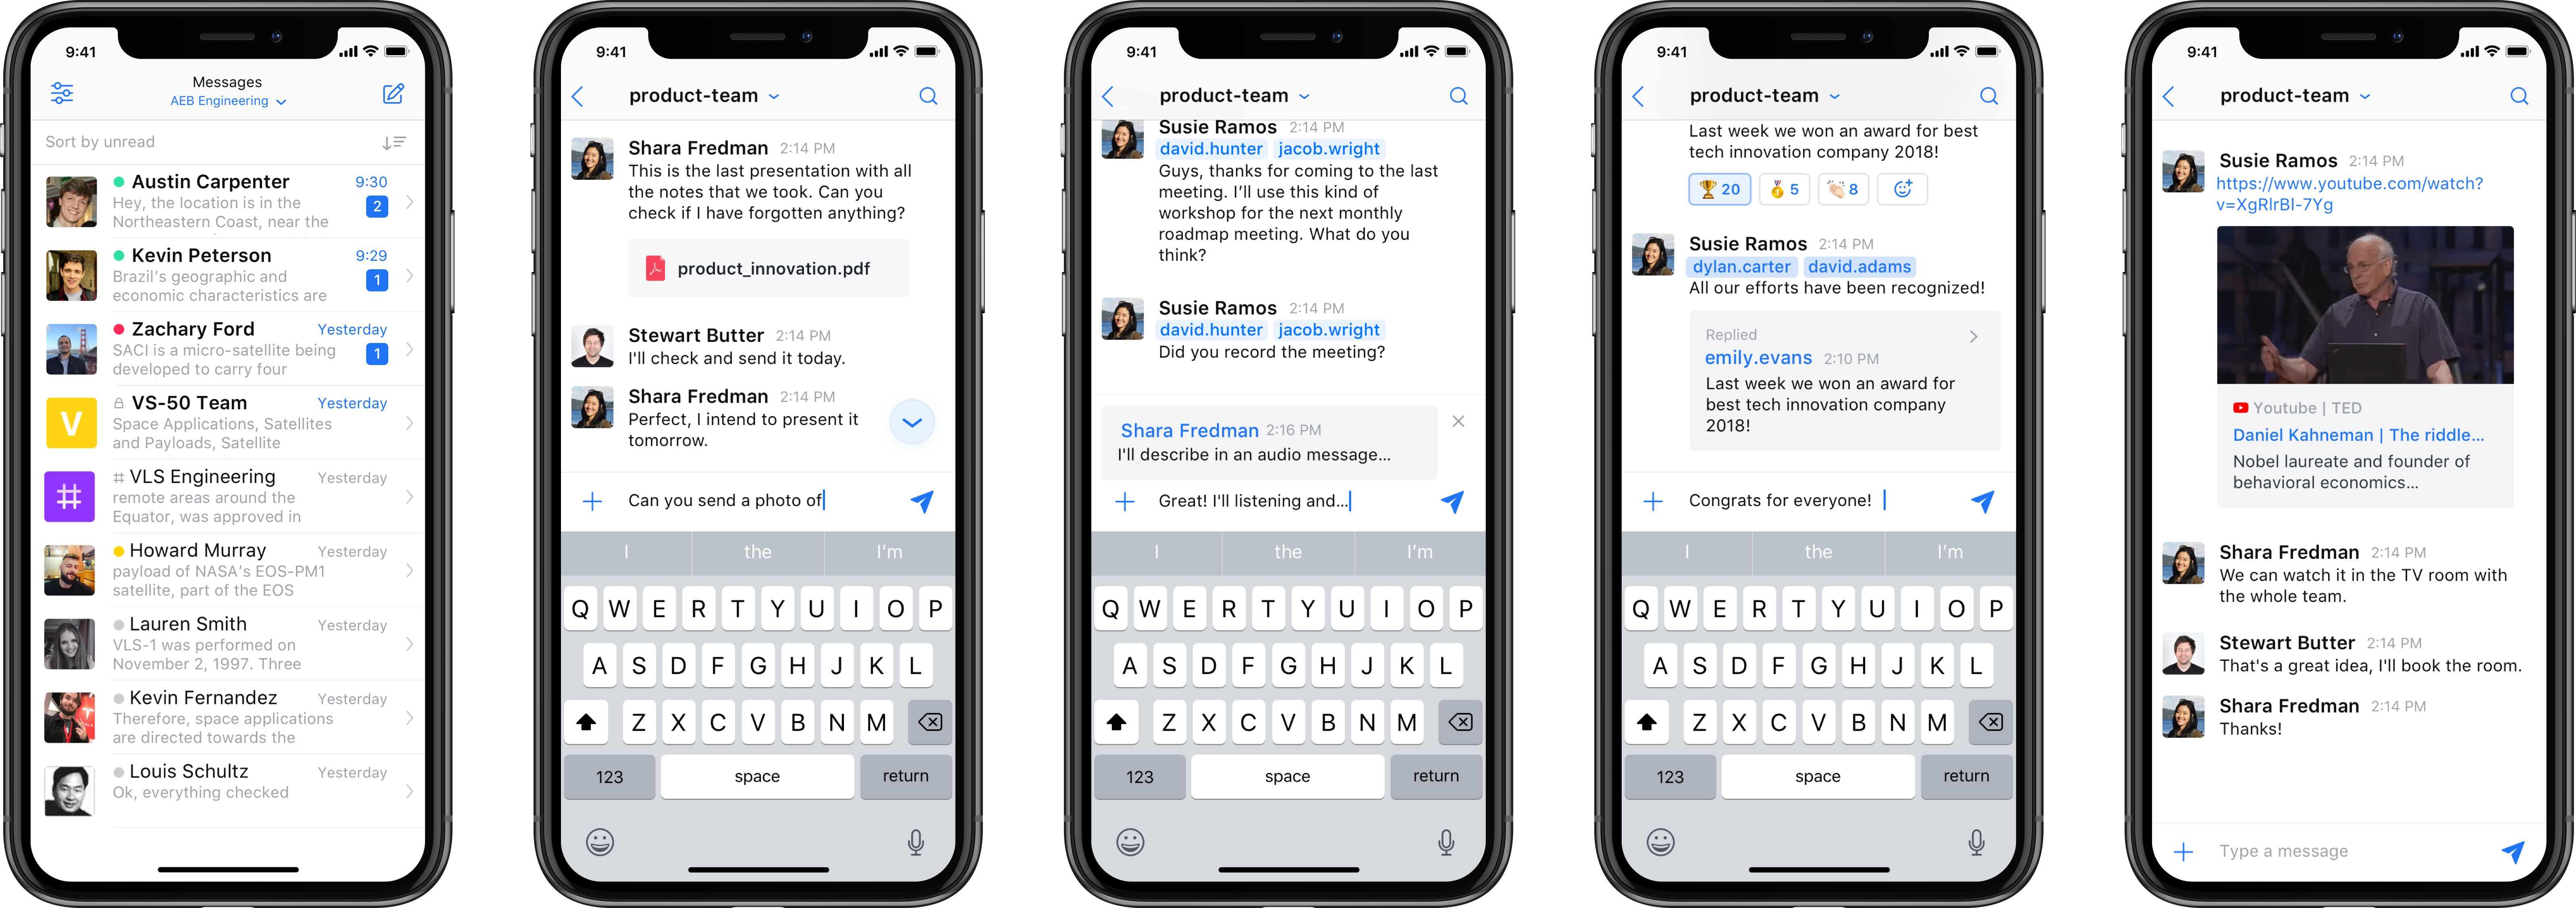 9:41
Messages
AEB Engineering
Sort by unread
Austin Carpenter 9:30
Hey, the location is in the 2
Northeastern Coast, near the
Kevin Peterson 9:29
Brazil's geographic and 1
economic characteristics are
Zachary Ford Yesterday
SACI is a micro-satellite being 1
developed to carry four
V
VS-50 Team Yesterday
Space Applications, Satellites
and Payloads, Satellite
#
# VLS Engineering Yesterday
remote areas around the
Equator, was approved in
Howard Murray Yesterday
payload of NASA's EOS-PM1
satellite, part of the EOS
Lauren Smith Yesterday
VLS-1 was performed on
November 2, 1997. Three
Kevin Fernandez Yesterday
Therefore, space applications
are directed towards the
Louis Schultz Yesterday
Ok, everything checked
9:41
product-team
Shara Fredman 2:14 PM
This is the last presentation with all
the notes that we took. Can you
check if I have forgotten anything?
product_innovation.pdf
Stewart Butter 2:14 PM
I'll check and send it today.
Shara Fredman 2:14 PM
Perfect, I intend to present it
tomorrow.
Can you send a photo of
I the I'm
Q W E R T Y U I O P
A S D F G H J K L
Z X C V B N M
123 space return
9:41
product-team
Susie Ramos 2:14 PM
david.hunter jacob.wright
Guys, thanks for coming to the last
meeting. I'll use this kind of
workshop for the next monthly
roadmap meeting. What do you
think?
Susie Ramos 2:14 PM
david.hunter jacob.wright
Did you record the meeting?
Shara Fredman 2:16 PM
I'll describe in an audio message...
Great! I'll listening and...
I the I'm
Q W E R T Y U I O P
A S D F G H J K L
Z X C V B N M
123 space return
9:41
product-team
Last week we won an award for best
tech innovation company 2018!
20 5 8
Susie Ramos 2:14 PM
dylan.carter david.adams
All our efforts have been recognized!
Replied
emily.evans 2:10 PM
Last week we won an award for
best tech innovation company
2018!
Congrats for everyone!
I the I'm
Q W E R T Y U I O P
A S D F G H J K L
Z X C V B N M
123 space return
9:41
product-team
Susie Ramos 2:14 PM
https://www.youtube.com/watch?
v=XgRlrBl-7Yg
Youtube | TED
Daniel Kahneman | The riddle...
Nobel laureate and founder of
behavioral economics...
Shara Fredman 2:14 PM
We can watch it in the TV room with
the whole team.
Stewart Butter 2:14 PM
That's a great idea, I'll book the room.
Shara Fredman 2:14 PM
Thanks!
Type a message